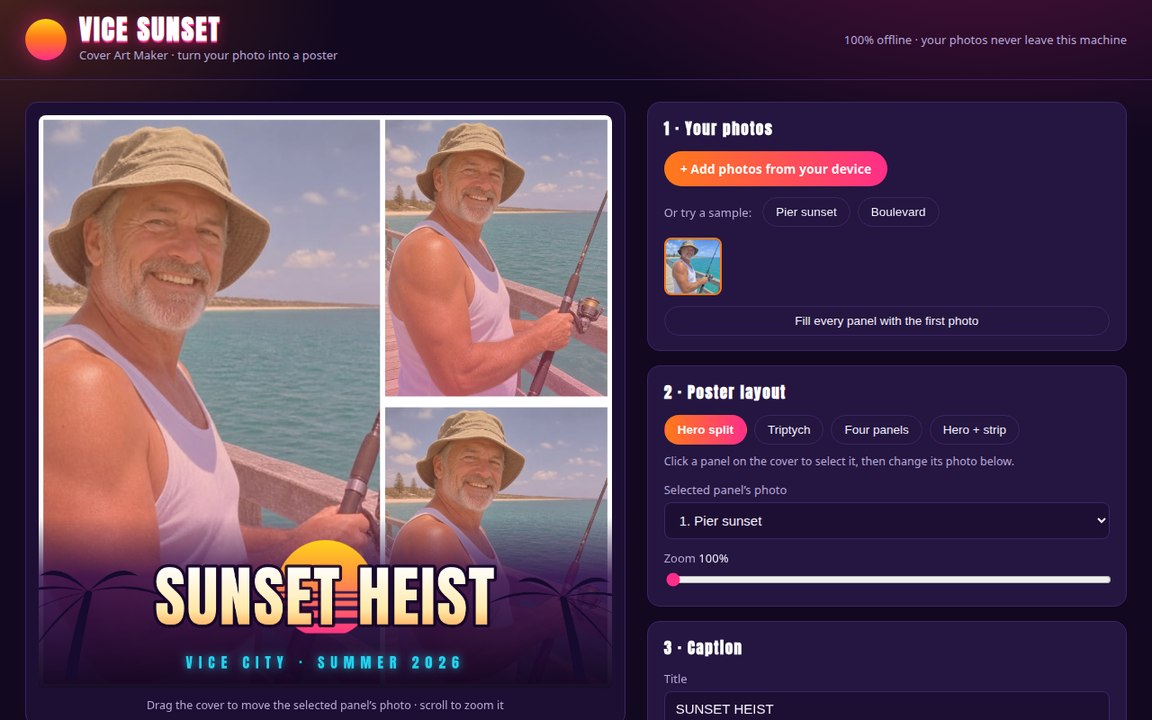 VICE SUNSET
Cover Art Maker · turn your photo into a poster
100% offline · your photos never leave this machine
SUNSET HEIST
VICE CITY · SUMMER 2026
Drag the cover to move the selected panel’s photo · scroll to zoom it
1 · Your photos
+ Add photos from your device
Or try a sample:
Pier sunset
Boulevard
Fill every panel with the first photo
2 · Poster layout
Hero split
Triptych
Four panels
Hero + strip
Click a panel on the cover to select it, then change its photo below.
Selected panel’s photo
1. Pier sunset
Zoom 100%
3 · Caption
Title
SUNSET HEIST